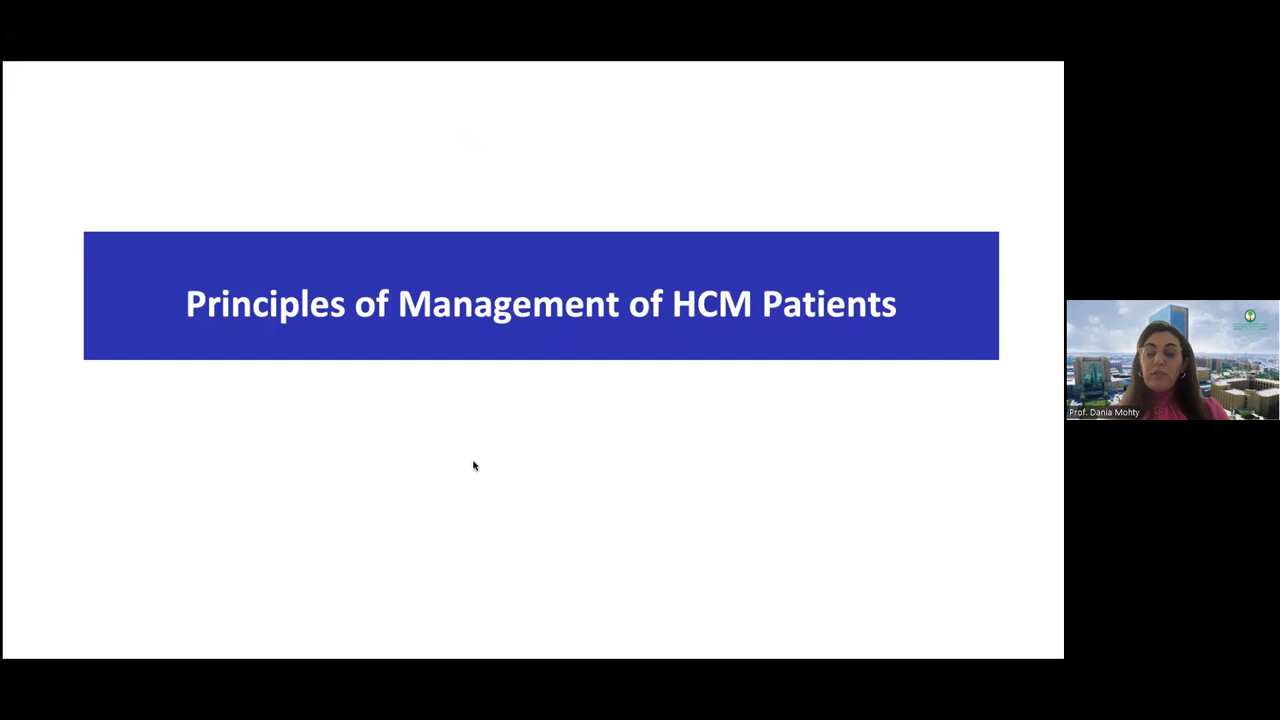 Principles of Management of HCM Patients
Prof. Dania Mohty